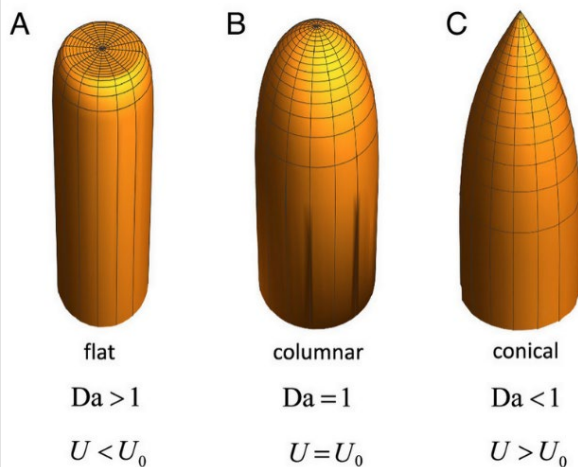 A B C
flat columnar conical
Da > 1 Da = 1 Da < 1
U < U₀ U = U₀ U > U₀